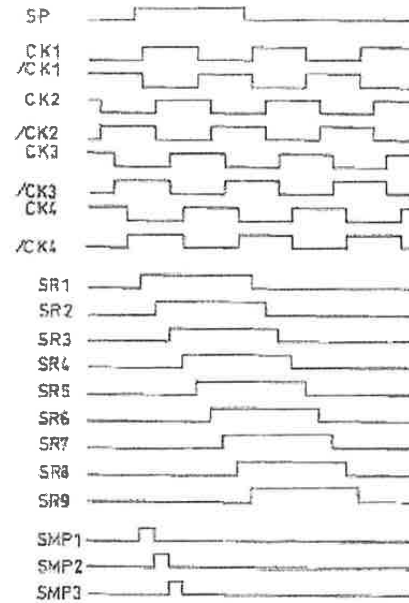 SP
CK1
/CK1
CK2
/CK2
CK3
/CK3
CK4
/CK4
SR1
SR2
SR3
SR4
SR5
SR6
SR7
SR8
SR9
SMP1
SMP2
SMP3